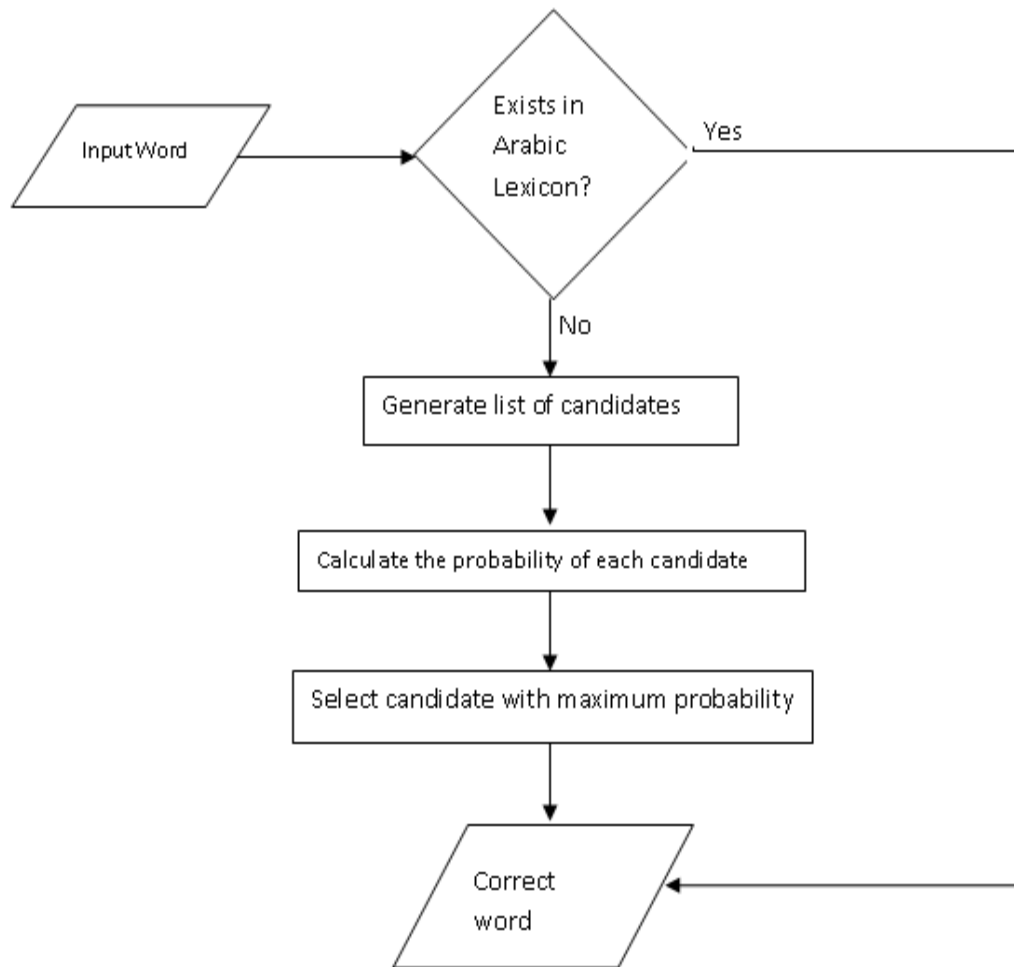 Input Word
Exists in
Arabic
Lexicon?
Yes
No
Generate list of candidates
Calculate the probability of each candidate
Select candidate with maximum probability
Correct
word